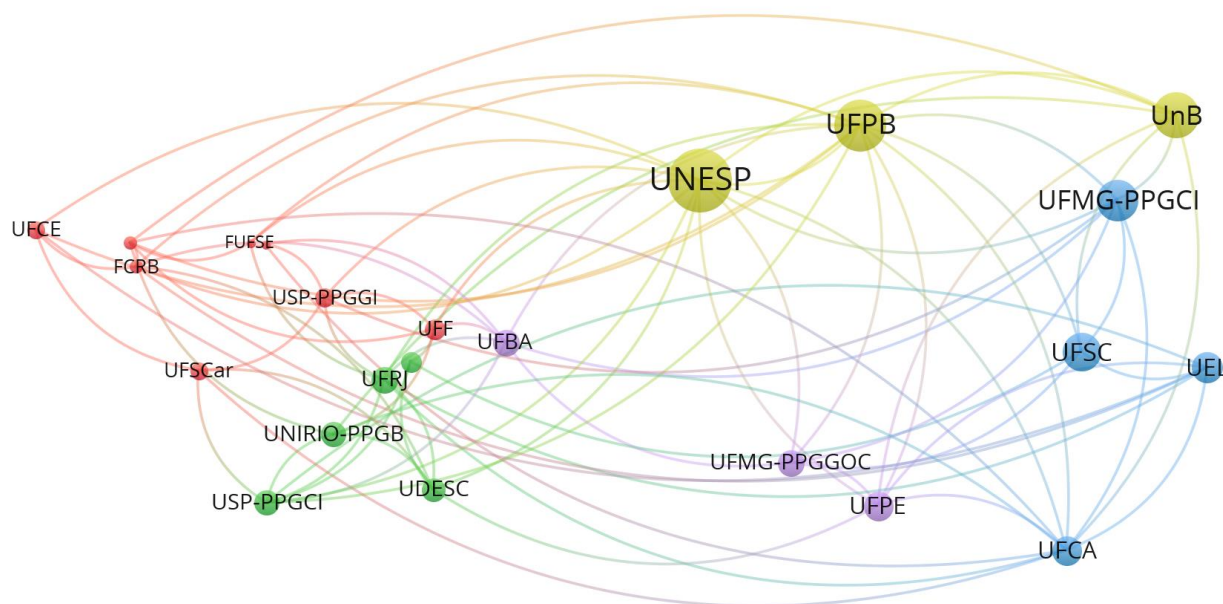 UnB
UFPB
UNESP
UFMG-PPGCI
UFCE
FUFSE
FCRB
USP-PPGGI
UFF
UFBA
UFSC
UEL
UFSCar
UFRJ
UNIRIO-PPGB
UFMG-PPGGOC
UDESC
USP-PPGCI
UFPE
UFCA